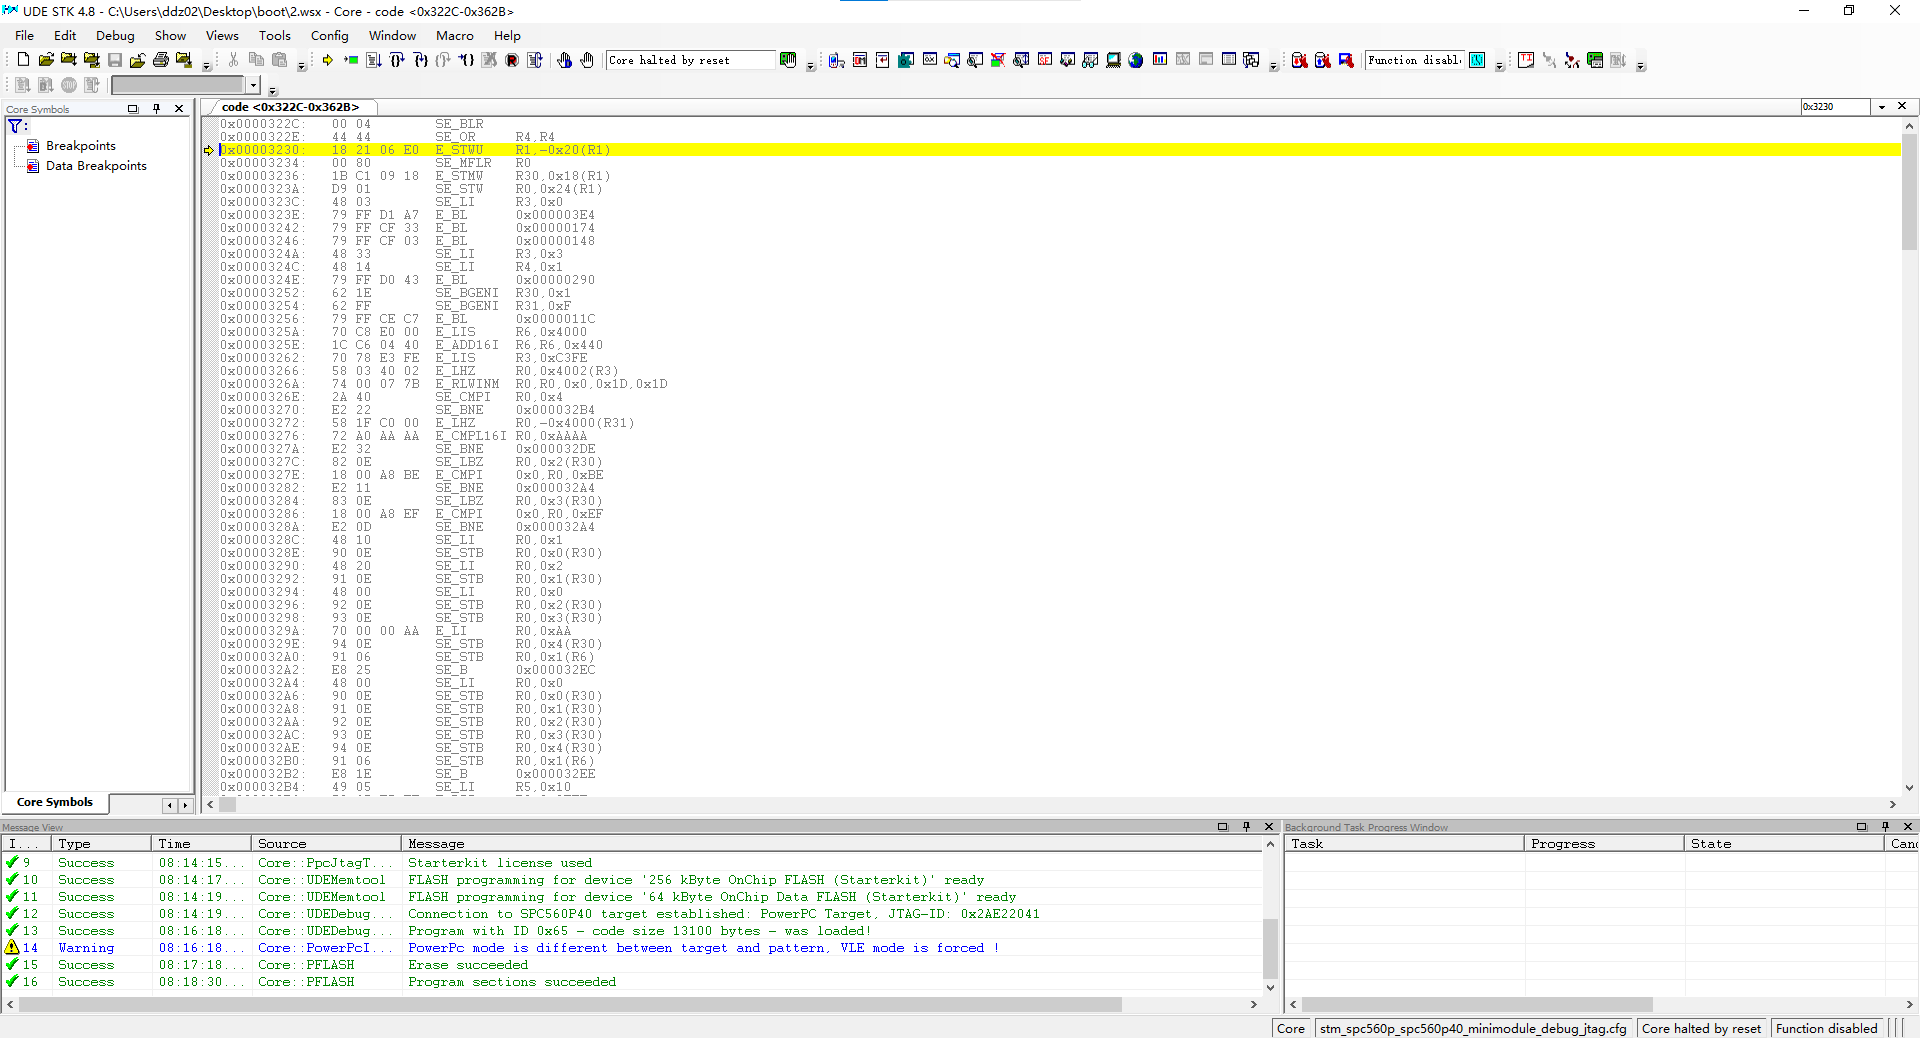 UDE STK 4.8 - C:\Users\ddz02\Desktop\boot\2.wsx - Core - code <0x322C-0x362B>
File Edit Debug Show Views Tools Config Window Macro Help
Core halted by reset
Function disabl
Core Symbols
Breakpoints
Data Breakpoints
Core Symbols
code <0x322C-0x362B>
0x3230
0x0000322C: 00 04 SE_BLR
0x0000322E: 44 44 SE_OR R4,R4
0x00003230: 18 21 06 E0 E_STWU R1,-0x20(R1)
0x00003234: 00 80 SE_MFLR R0
0x00003236: 1B C1 09 18 E_STMW R30,0x18(R1)
0x0000323A: D9 01 SE_STW R0,0x24(R1)
0x0000323C: 48 03 SE_LI R3,0x0
0x0000323E: 79 FF D1 A7 E_BL 0x000003E4
0x00003242: 79 FF CF 33 E_BL 0x00000174
0x00003246: 79 FF CF 03 E_BL 0x00000148
0x0000324A: 48 33 SE_LI R3,0x3
0x0000324C: 48 14 SE_LI R4,0x1
0x0000324E: 79 FF D0 43 E_BL 0x00000290
0x00003252: 62 1E SE_BGENI R30,0x1
0x00003254: 62 FF SE_BGENI R31,0xF
0x00003256: 79 FF CE C7 E_BL 0x0000011C
0x0000325A: 70 C8 E0 00 E_LIS R6,0x4000
0x0000325E: 1C C6 04 40 E_ADD16I R6,R6,0x440
0x00003262: 70 78 E3 FE E_LIS R3,0xC3FE
0x00003266: 58 03 40 02 E_LHZ R0,0x4002(R3)
0x0000326A: 74 00 07 7B E_RLWINM R0,R0,0x0,0x1D,0x1D
0x0000326E: 2A 40 SE_CMPI R0,0x4
0x00003270: E2 22 SE_BNE 0x000032B4
0x00003272: 58 1F C0 00 E_LHZ R0,-0x4000(R31)
0x00003276: 72 A0 AA AA E_CMPL16I R0,0xAAAA
0x0000327A: E2 32 SE_BNE 0x000032DE
0x0000327C: 82 0E SE_LBZ R0,0x2(R30)
0x0000327E: 18 00 A8 BE E_CMPI 0x0,R0,0xBE
0x00003282: E2 11 SE_BNE 0x000032A4
0x00003284: 83 0E SE_LBZ R0,0x3(R30)
0x00003286: 18 00 A8 EF E_CMPI 0x0,R0,0xEF
0x0000328A: E2 0D SE_BNE 0x000032A4
0x0000328C: 48 10 SE_LI R0,0x1
0x0000328E: 90 0E SE_STB R0,0x0(R30)
0x00003290: 48 20 SE_LI R0,0x2
0x00003292: 91 0E SE_STB R0,0x1(R30)
0x00003294: 48 00 SE_LI R0,0x0
0x00003296: 92 0E SE_STB R0,0x2(R30)
0x00003298: 93 0E SE_STB R0,0x3(R30)
0x0000329A: 70 00 00 AA E_LI R0,0xAA
0x0000329E: 94 0E SE_STB R0,0x4(R30)
0x000032A0: 91 06 SE_STB R0,0x1(R6)
0x000032A2: E8 25 SE_B 0x000032EC
0x000032A4: 48 00 SE_LI R0,0x0
0x000032A6: 90 0E SE_STB R0,0x0(R30)
0x000032A8: 91 0E SE_STB R0,0x1(R30)
0x000032AA: 92 0E SE_STB R0,0x2(R30)
0x000032AC: 93 0E SE_STB R0,0x3(R30)
0x000032AE: 94 0E SE_STB R0,0x4(R30)
0x000032B0: 91 06 SE_STB R0,0x1(R6)
0x000032B2: E8 1E SE_B 0x000032EE
0x000032B4: 49 05 SE_LI R5,0x10
Message View
I... Type Time Source Message
9 Success 08:14:15... Core::PpcJtagT... Starterkit license used
10 Success 08:14:17... Core::UDEMemtool FLASH programming for device '256 kByte OnChip FLASH (Starterkit)' ready
11 Success 08:14:19... Core::UDEMemtool FLASH programming for device '64 kByte OnChip Data FLASH (Starterkit)' ready
12 Success 08:14:19... Core::UDEDebug... Connection to SPC560P40 target established: PowerPC Target, JTAG-ID: 0x2AE22041
13 Success 08:16:18... Core::UDEDebug... Program with ID 0x65 - code size 13100 bytes - was loaded!
14 Warning 08:16:18... Core::PowerPcI... PowerPc mode is different between target and pattern, VLE mode is forced !
15 Success 08:17:18... Core::PFLASH Erase succeeded
16 Success 08:18:30... Core::PFLASH Program sections succeeded
Background Task Progress Window
Task Progress State Canc
Core stm_spc560p_spc560p40_minimodule_debug_jtag.cfg Core halted by reset Function disabled